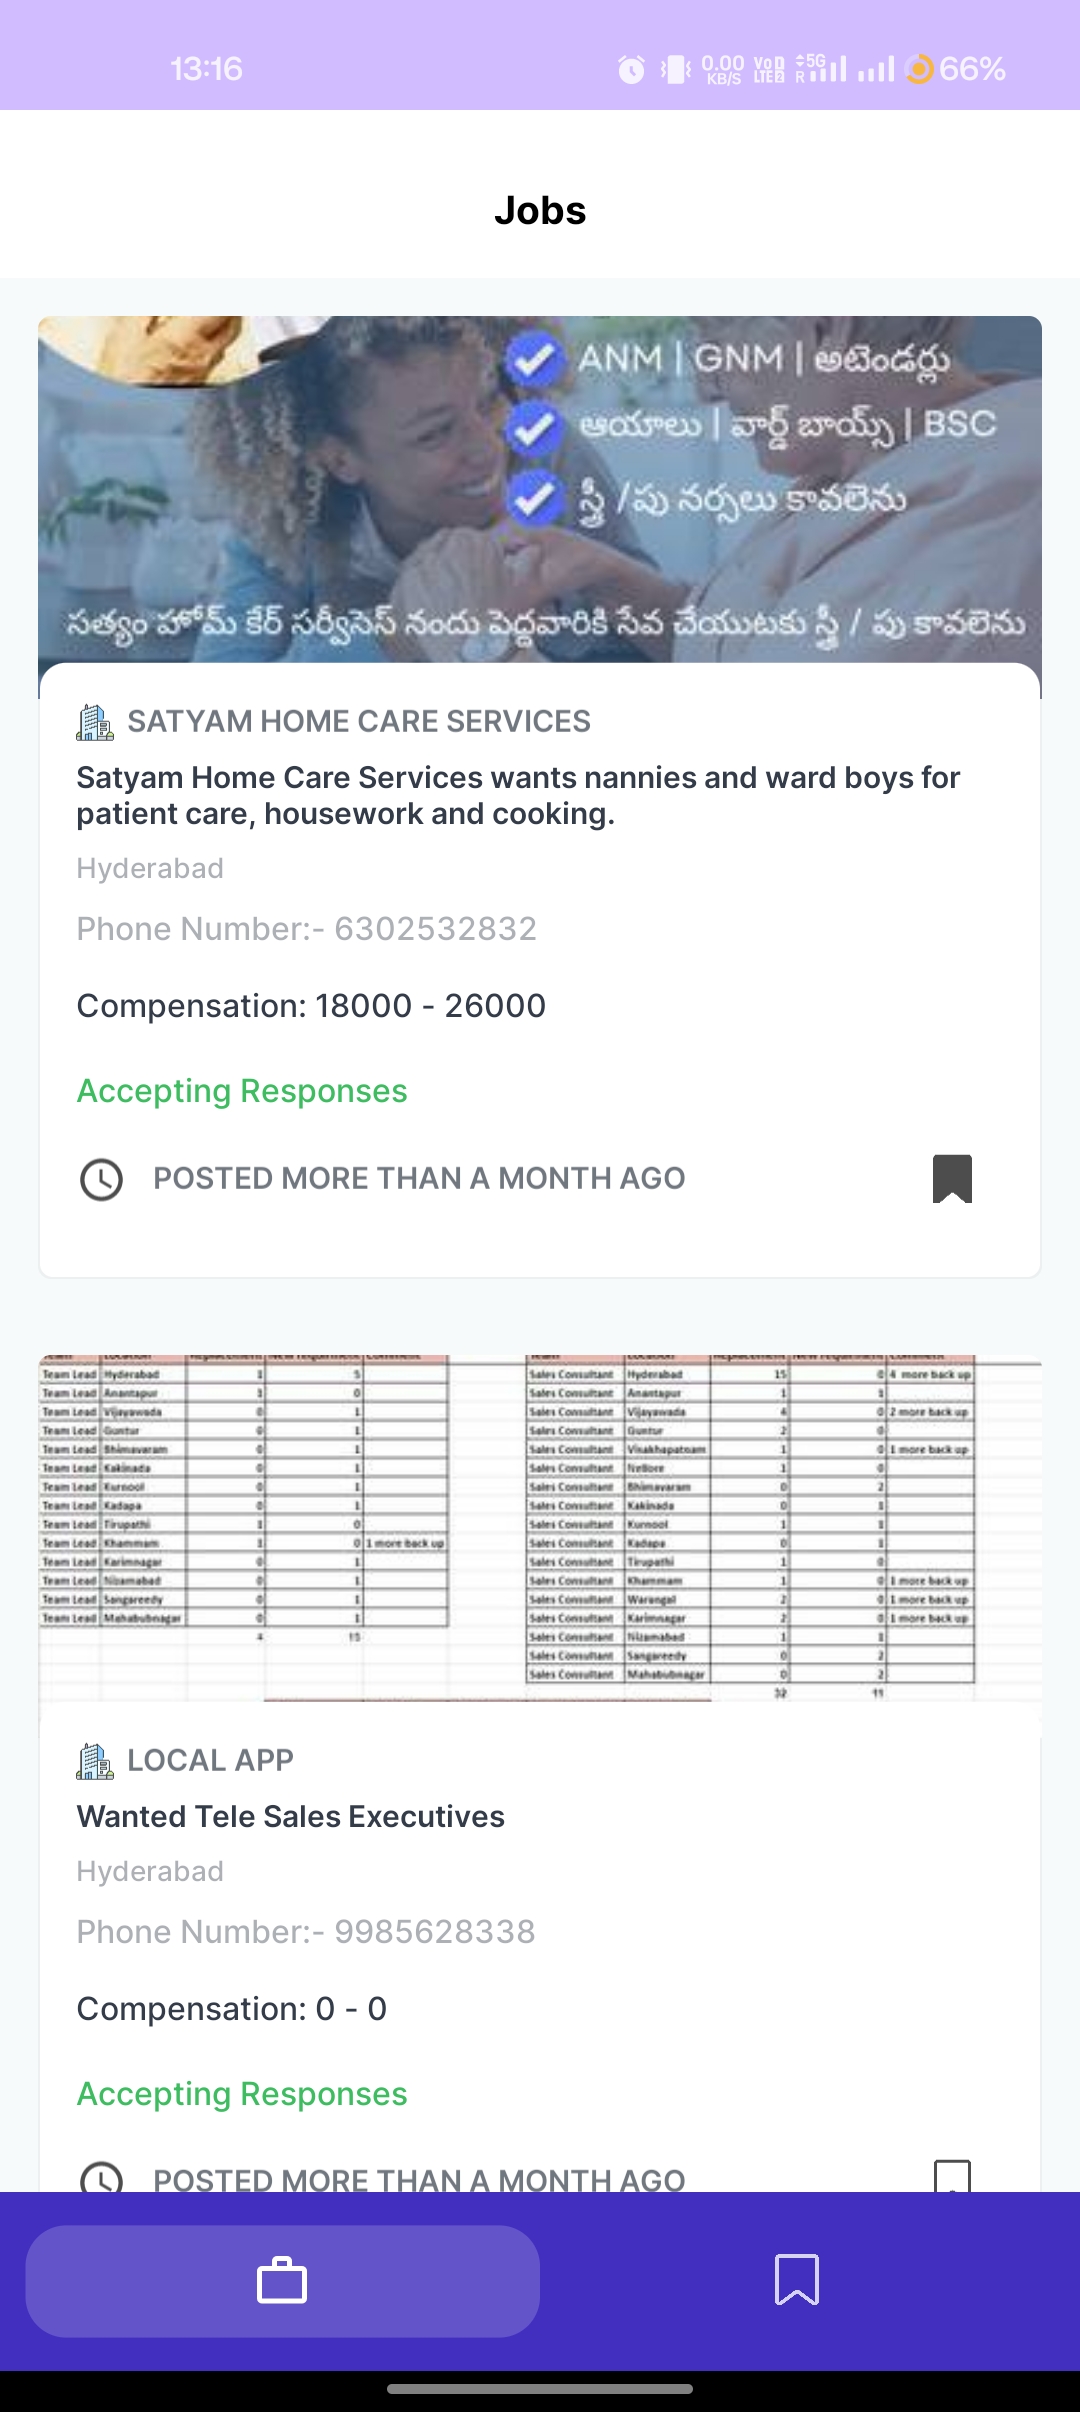 13:16
0.00 KB/S
VoD LTE 2
5G
R
66%
Jobs
ANM | GNM | అటెండర్లు
ఆయాలు | వార్డ్ బాయ్స్ | BSC
స్త్రీ /పు నర్సులు కావలెను
సత్యం హోమ్ కేర్ సర్వీసెస్ నందు పెద్దవారికి సేవ చేయుటకు స్త్రీ / పు కావలెను
SATYAM HOME CARE SERVICES
Satyam Home Care Services wants nannies and ward boys for
patient care, housework and cooking.
Hyderabad
Phone Number:- 6302532832
Compensation: 18000 - 26000
Accepting Responses
POSTED MORE THAN A MONTH AGO
Team Lead Hyderabad 1 5
Team Lead Anantapur 1 0
Team Lead Vijayawada 0 1
Team Lead Guntur 0 1
Team Lead Bhimavaram 0 1
Team Lead Kakinada 0 1
Team Lead Kurnool 0 1
Team Lead Kadapa 0 1
Team Lead Tirupathi 1 0
Team Lead Khammam 1 0 1 more back up
Team Lead Karimnagar 0 1
Team Lead Nizamabad 0 1
Team Lead Sangareedy 0 1
Team Lead Mahabubnagar 0 1
4 15
Sales Consultant Hyderabad 15 0 4 more back up
Sales Consultant Anantapur 1 1
Sales Consultant Vijayawada 4 0 2 more back up
Sales Consultant Guntur 2 0
Sales Consultant Visakhapatnam 1 0 1 more back up
Sales Consultant Nellore 1 0
Sales Consultant Bhimavaram 0 2
Sales Consultant Kakinada 0 1
Sales Consultant Kurnool 1 1
Sales Consultant Kadapa 0 1
Sales Consultant Tirupathi 1 0
Sales Consultant Khammam 1 0 1 more back up
Sales Consultant Warangal 2 0 1 more back up
Sales Consultant Karimnagar 2 0 1 more back up
Sales Consultant Nizamabad 1 1
Sales Consultant Sangareedy 0 2
Sales Consultant Mahabubnagar 0 2
32 11
LOCAL APP
Wanted Tele Sales Executives
Hyderabad
Phone Number:- 9985628338
Compensation: 0 - 0
Accepting Responses
POSTED MORE THAN A MONTH AGO